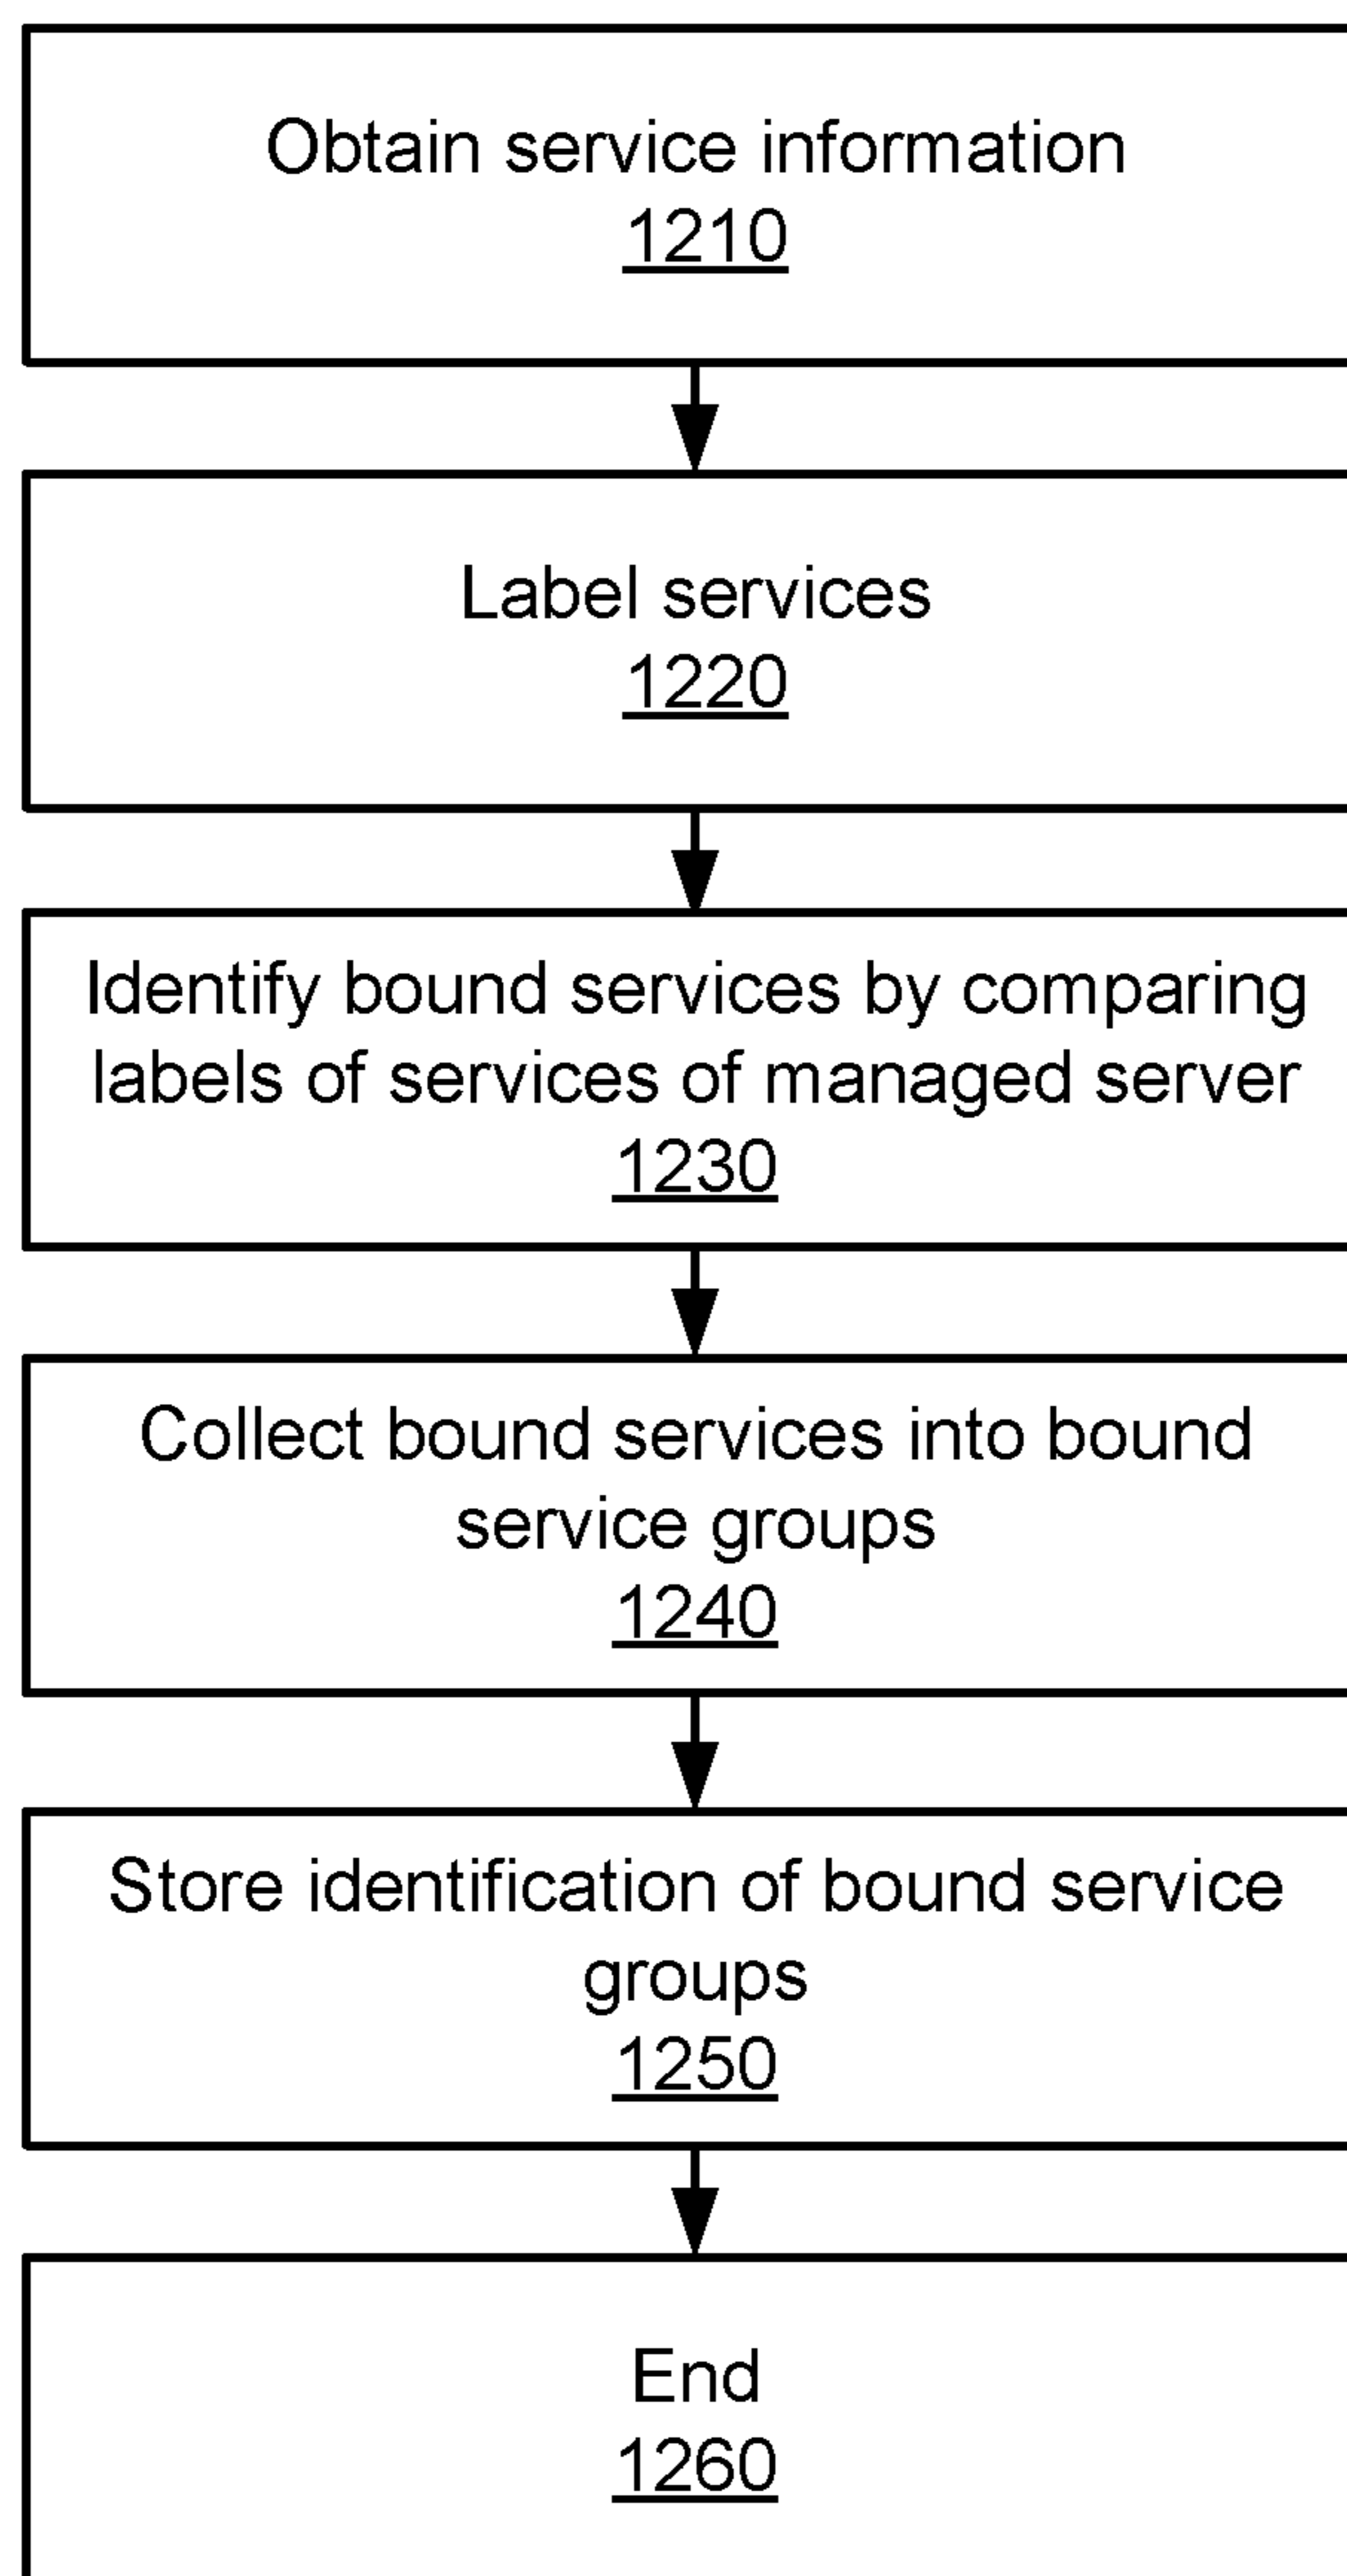 Obtain service information
1210
Label services
1220
Identify bound services by comparing
labels of services of managed server
1230
Collect bound services into bound
service groups
1240
Store identification of bound service
groups
1250
End
1260